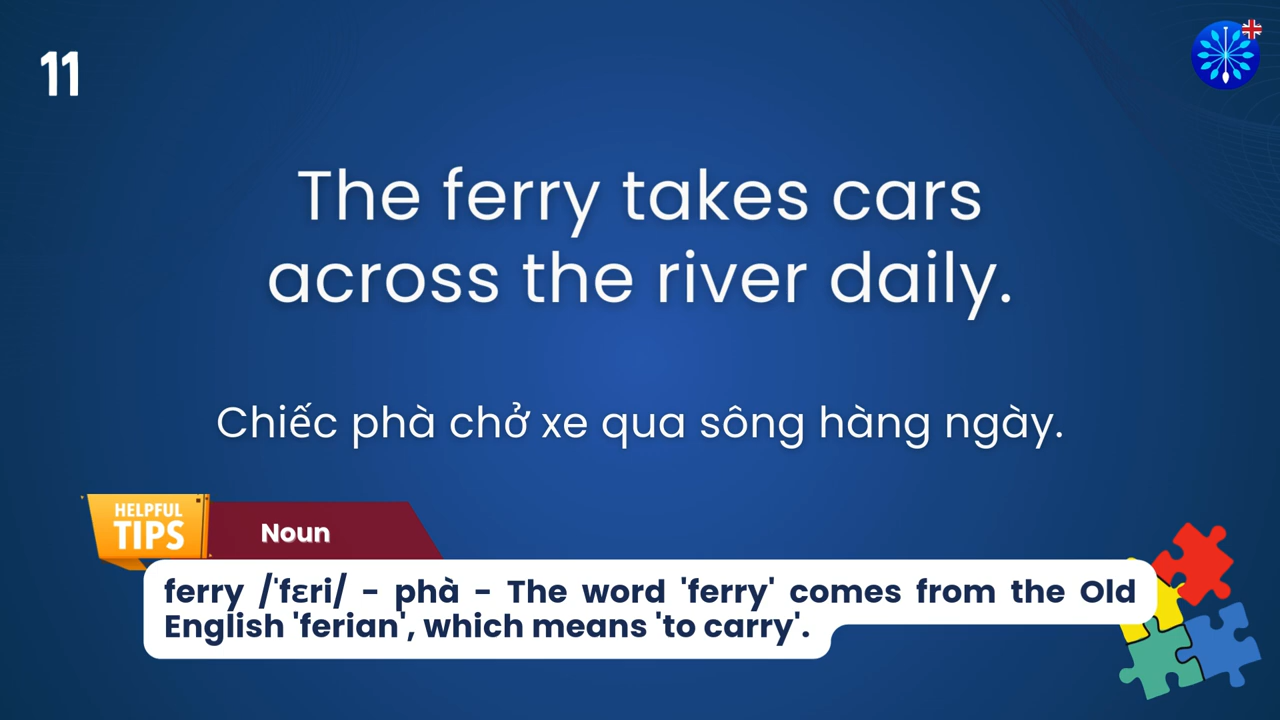 11
The ferry takes cars
across the river daily.
Chiếc phà chở xe qua sông hàng ngày.
HELPFUL
TIPS
Noun
ferry /ˈfɛri/ - phà - The word 'ferry' comes from the Old
English 'ferian', which means 'to carry'.